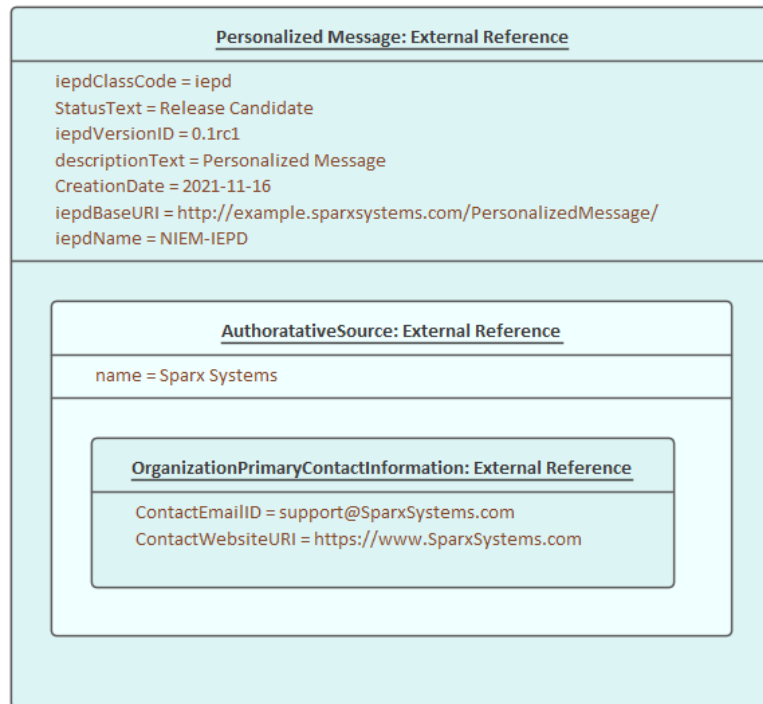 Personalized Message: External Reference
iepdClassCode = iepd
StatusText = Release Candidate
iepdVersionID = 0.1rc1
descriptionText = Personalized Message
CreationDate = 2021-11-16
iepdBaseURI = http://example.sparxsystems.com/PersonalizedMessage/
iepdName = NIEM-IEPD
AuthoratativeSource: External Reference
name = Sparx Systems
OrganizationPrimaryContactInformation: External Reference
ContactEmailID = support@SparxSystems.com
ContactWebsiteURI = https://www.SparxSystems.com